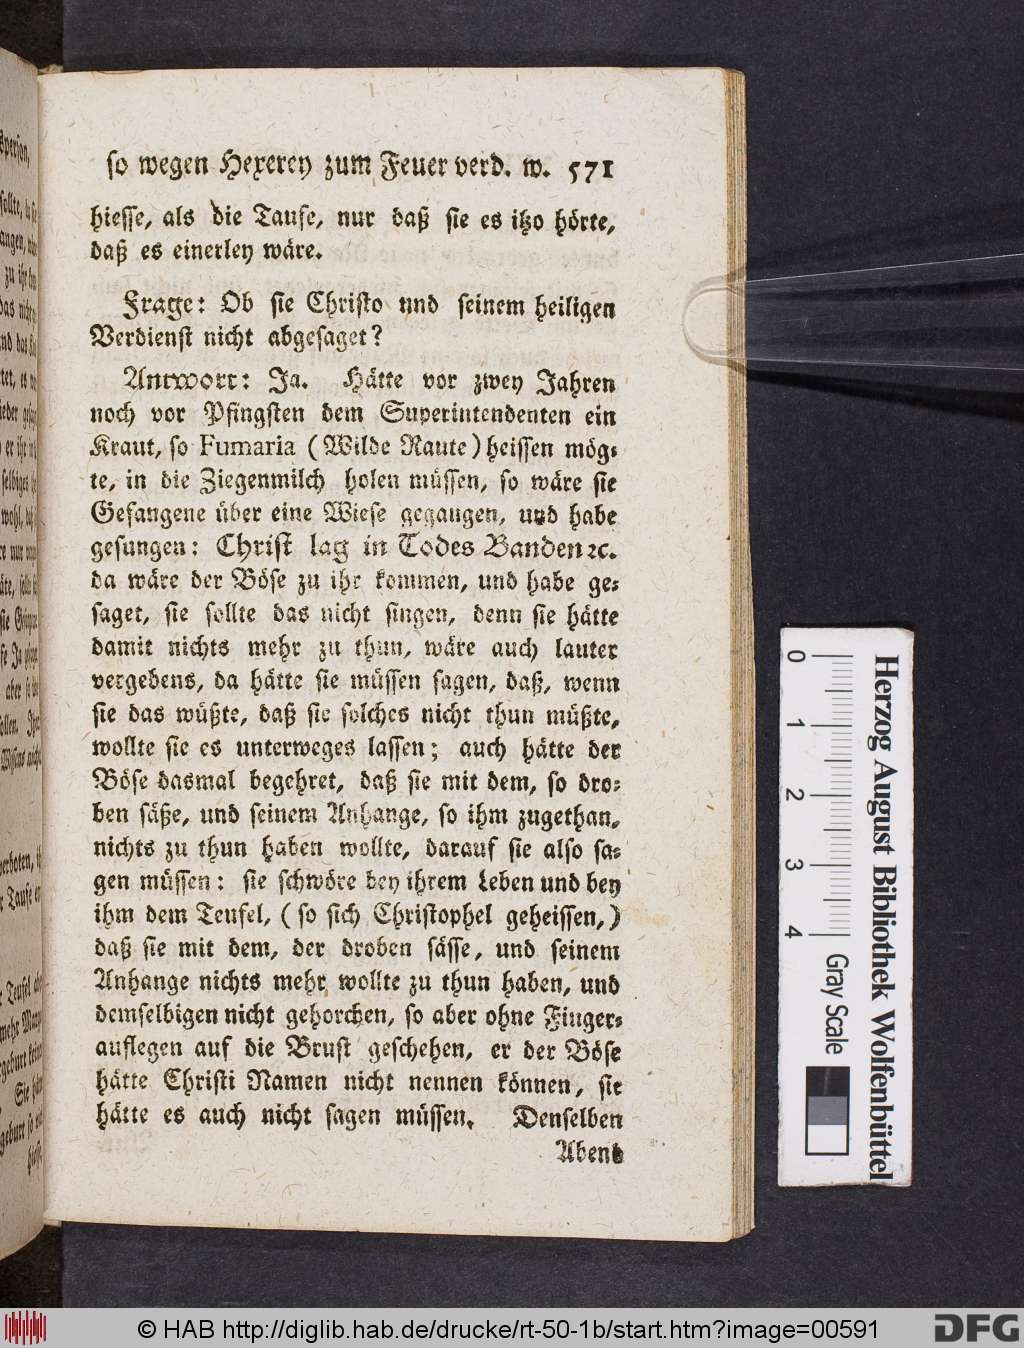 so wegen Hexerey zum Feuer verd. w. 571
hiesse, als die Taufe, nur daß sie es itzo hörte,
daß es einerley wäre.
Frage: Ob sie Christo und seinem heiligen
Verdienst nicht abgesaget?
Antwort: Ja. Hätte vor zwey Jahren
noch vor Pfingsten dem Superintendenten ein
Kraut, so Fumaria (Wilde Raute) heissen mög-
te, in die Ziegenmilch holen müssen, so wäre sie
Gefangene über eine Wiese gegangen, und habe
gesungen: Christ lag in Todes Banden ꝛc.
da wäre der Böse zu ihr kommen, und habe ge-
saget, sie sollte das nicht singen, denn sie hätte
damit nichts mehr zu thun, wäre auch lauter
vergebens, da hätte sie müssen sagen, daß, wenn
sie das wüßte, daß sie solches nicht thun müßte,
wollte sie es unterweges lassen; auch hätte der
Böse dasmal begehret, daß sie mit dem, so dro-
ben säße, und seinem Anhange, so ihm zugethan,
nichts zu thun haben wollte, darauf sie also sa-
gen müssen: sie schwöre bey ihrem Leben und bey
ihm dem Teufel, (so sich Christophel geheissen,)
daß sie mit dem, der droben sässe, und seinem
Anhange nichts mehr wollte zu thun haben, und
demselbigen nicht gehorchen, so aber ohne Finger-
auflegen auf die Brust geschehen, er der Böse
hätte Christi Namen nicht nennen können, sie
hätte es auch nicht sagen müssen. Denselben
Abend
0 1 2 3 4 Gray Scale
Herzog August Bibliothek Wolfenbüttel
© HAB http://diglib.hab.de/drucke/rt-50-1b/start.htm?image=00591
DFG